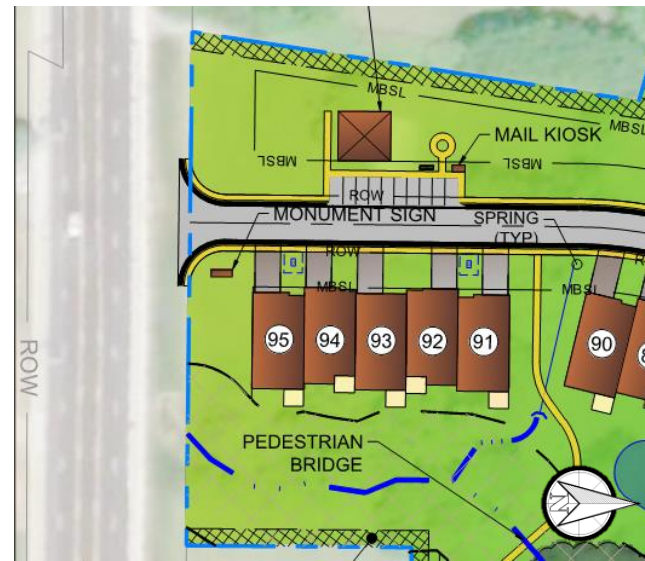 MBSL
MBSL
MAIL KIOSK
MBSL
MBSL
ROW
MONUMENT SIGN
SPRING
(TYP)
ROW
MBSL
MBSL
95
94
93
92
91
90
ROW
PEDESTRIAN
BRIDGE
N